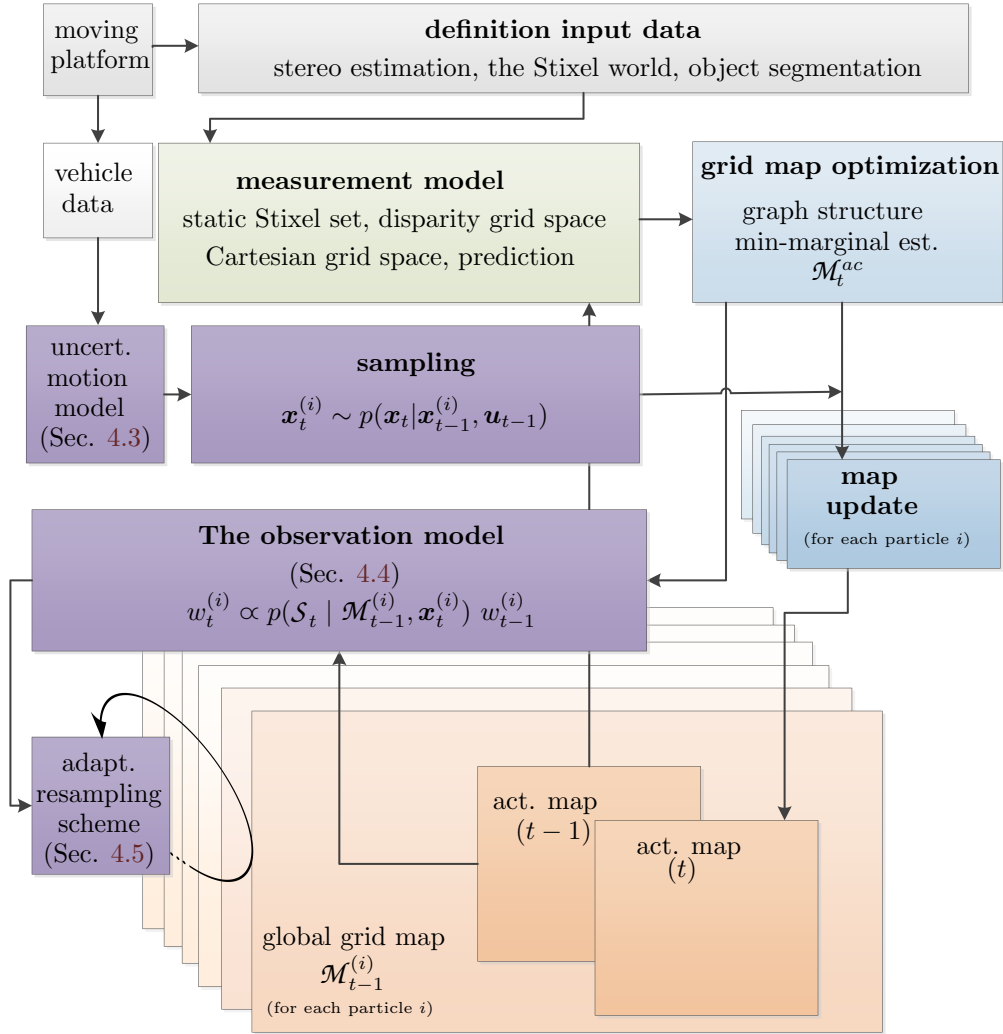 moving
platform
definition input data
stereo estimation, the Stixel world, object segmentation
vehicle
data
measurement model
static Stixel set, disparity grid space
Cartesian grid space, prediction
grid map optimization
graph structure
min-marginal est.
ℳ_t^{ac}
uncert.
motion
model
(Sec. 4.3)
sampling
𝒙_t^{(i)} ∼ p(𝒙_t|𝒙_{t−1}^{(i)}, 𝒖_{t−1})
map
update
(for each particle i)
The observation model
(Sec. 4.4)
w_t^{(i)} ∝ p(𝒮_t | ℳ_{t−1}^{(i)}, 𝒙_t^{(i)}) w_{t−1}^{(i)}
adapt.
resampling
scheme
(Sec. 4.5)
act. map
(t − 1)
act. map
(t)
global grid map
ℳ_{t−1}^{(i)}
(for each particle i)